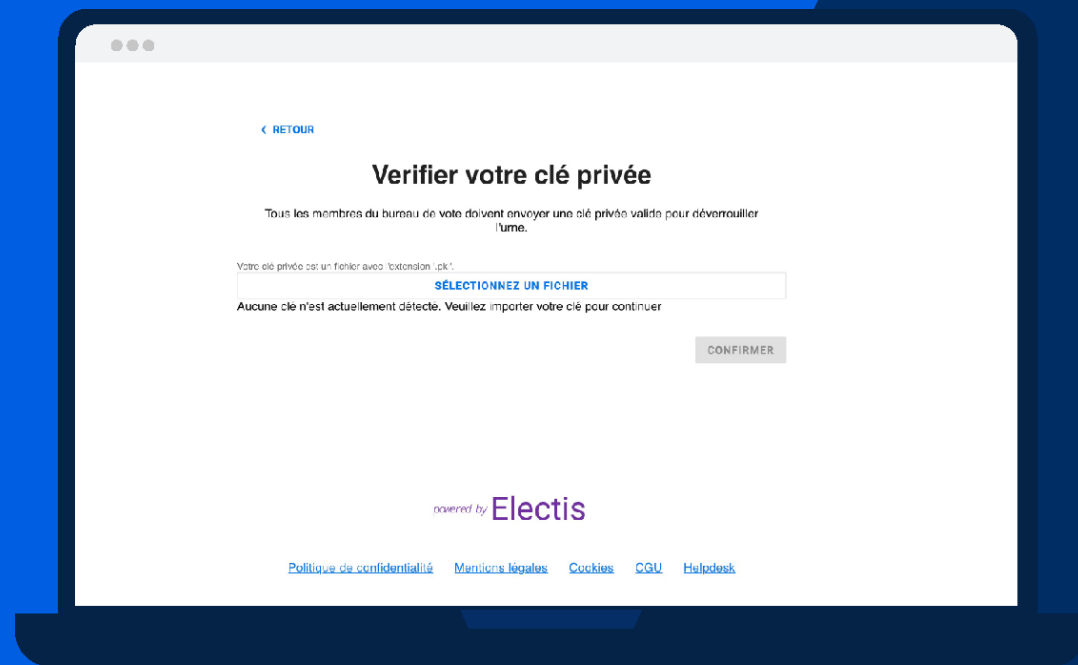 RETOUR
Verifier votre clé privée
Tous les membres du bureau de vote doivent envoyer une clé privée valide pour déverrouiller
l'urne.
Votre clé privée est un fichier avec l'extension ".pk".
SÉLECTIONNEZ UN FICHIER
Aucune clé n'est actuellement détecté. Veuillez importer votre clé pour continuer
CONFIRMER
powered by Electis
Politique de confidentialité Mentions légales Cookies CGU Helpdesk